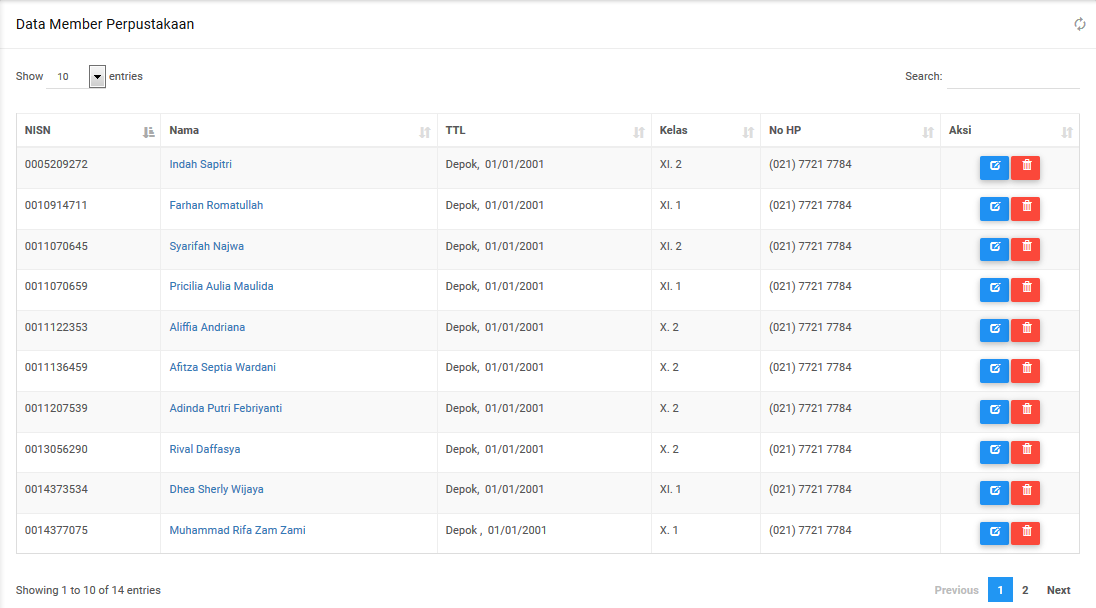 Data Member Perpustakaan
Show 10 entries Search:
NISN Nama TTL Kelas No HP Aksi
0005209272 Indah Sapitri Depok, 01/01/2001 XI. 2 (021) 7721 7784
0010914711 Farhan Romatullah Depok, 01/01/2001 XI. 1 (021) 7721 7784
0011070645 Syarifah Najwa Depok, 01/01/2001 XI. 2 (021) 7721 7784
0011070659 Pricilia Aulia Maulida Depok, 01/01/2001 XI. 1 (021) 7721 7784
0011122353 Aliffia Andriana Depok, 01/01/2001 X. 2 (021) 7721 7784
0011136459 Afitza Septia Wardani Depok, 01/01/2001 X. 2 (021) 7721 7784
0011207539 Adinda Putri Febriyanti Depok, 01/01/2001 X. 2 (021) 7721 7784
0013056290 Rival Daffasya Depok, 01/01/2001 X. 2 (021) 7721 7784
0014373534 Dhea Sherly Wijaya Depok, 01/01/2001 XI. 1 (021) 7721 7784
0014377075 Muhammad Rifa Zam Zami Depok , 01/01/2001 X. 1 (021) 7721 7784
Showing 1 to 10 of 14 entries Previous 1 2 Next